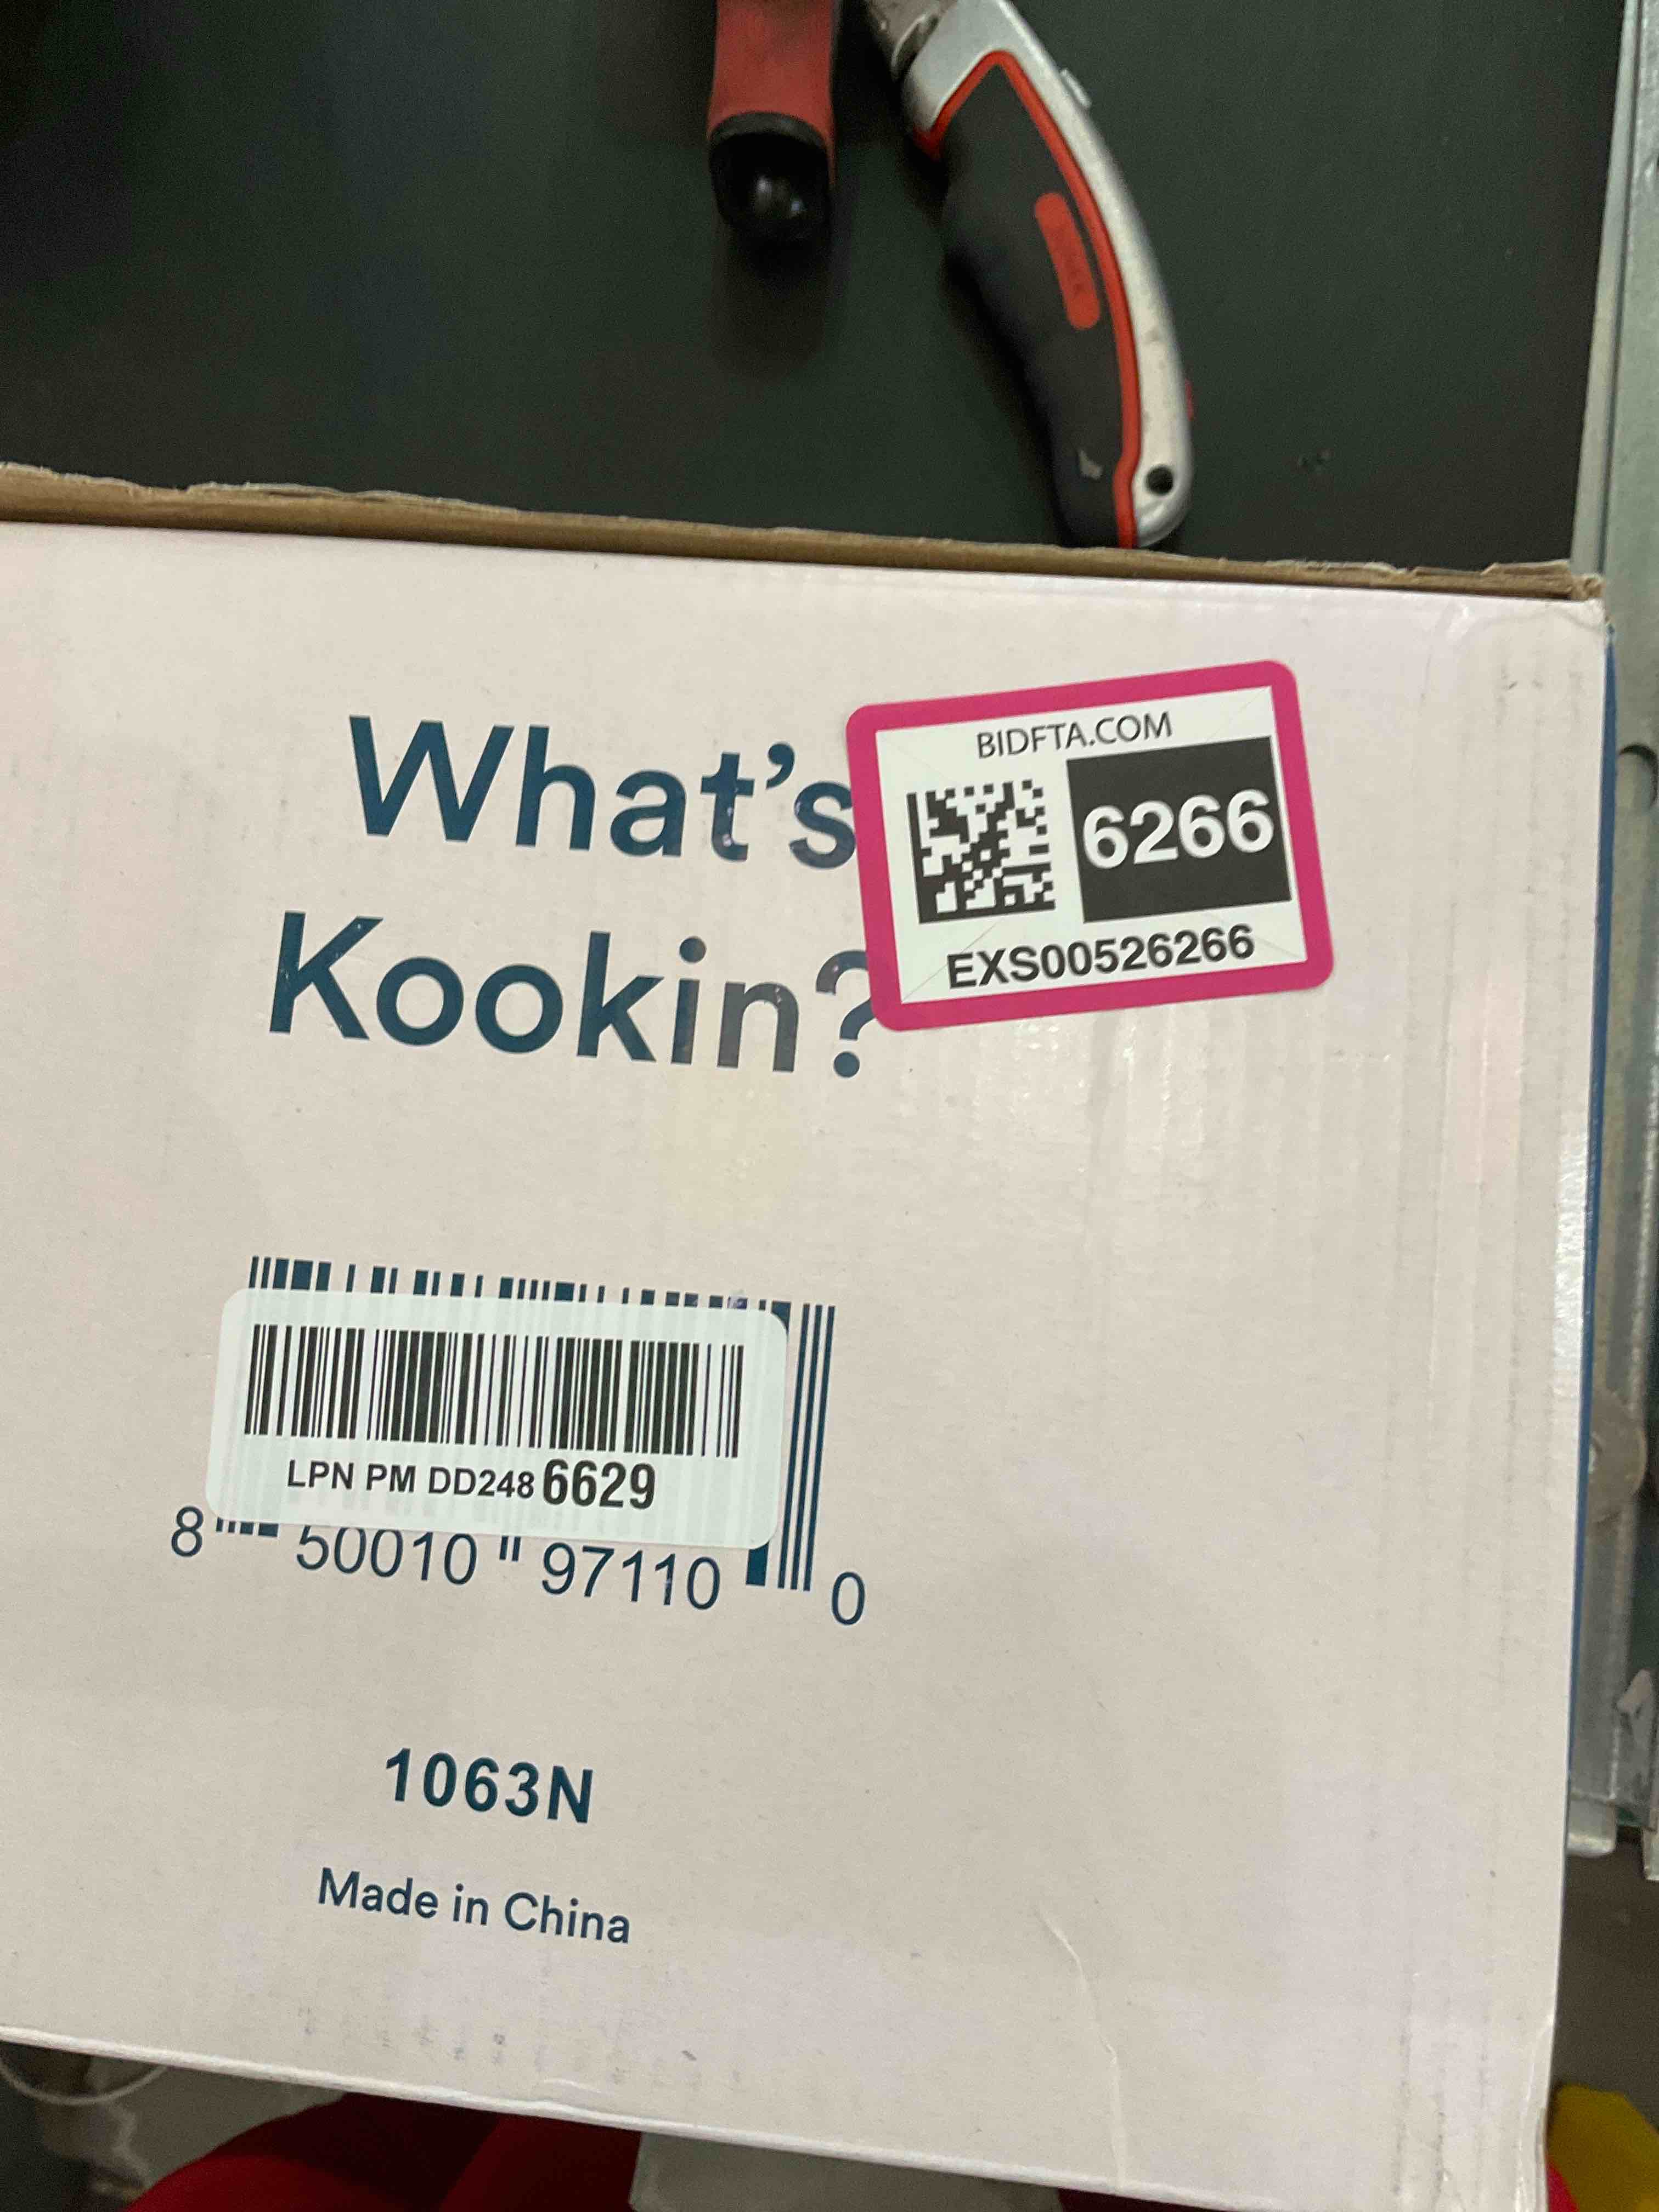 BIDFTA.COM
6266
EXS00526266
What's
Kookin?
LPN PM DD248 6629
8 50010 97110 0
1063N
Made in China